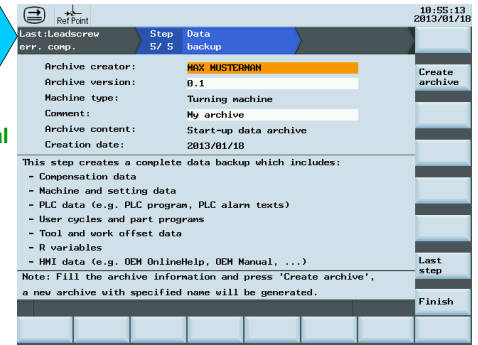 Ref Point
10:55:13
2013/01/18
Last:Leadscrew Step Data
err. comp. 5/ 5 backup
Archive creator: MAX MUSTERMAN
Archive version: 0.1
Machine type: Turning machine
Comment: My archive
Archive content: Start-up data archive
Creation date: 2013/01/18
Create
archive
This step creates a complete data backup which includes:
- Compensation data
- Machine and setting data
- PLC data (e.g. PLC program, PLC alarm texts)
- User cycles and part programs
- Tool and work offset data
- R variables
- HMI data (e.g. OEM OnlineHelp, OEM Manual, ...)
Note: Fill the archive information and press 'Create archive',
a new archive with specified name will be generated.
Last
step
Finish